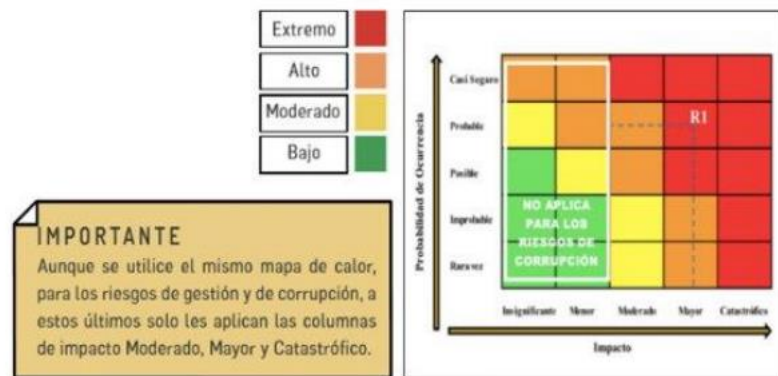 Extremo
Alto
Moderado
Bajo
IMPORTANTE
Aunque se utilice el mismo mapa de calor,
para los riesgos de gestión y de corrupción, a
estos últimos solo les aplican las columnas
de impacto Moderado, Mayor y Catastrófico.
Probabilidad de Ocurrencia
Casi Seguro
Probable
Posible
Improbable
Rara vez
R1
NO APLICA
PARA LOS
RIESGOS DE
CORRUPCIÓN
Insignificante Menor Moderado Mayor Catastrófico
Impacto